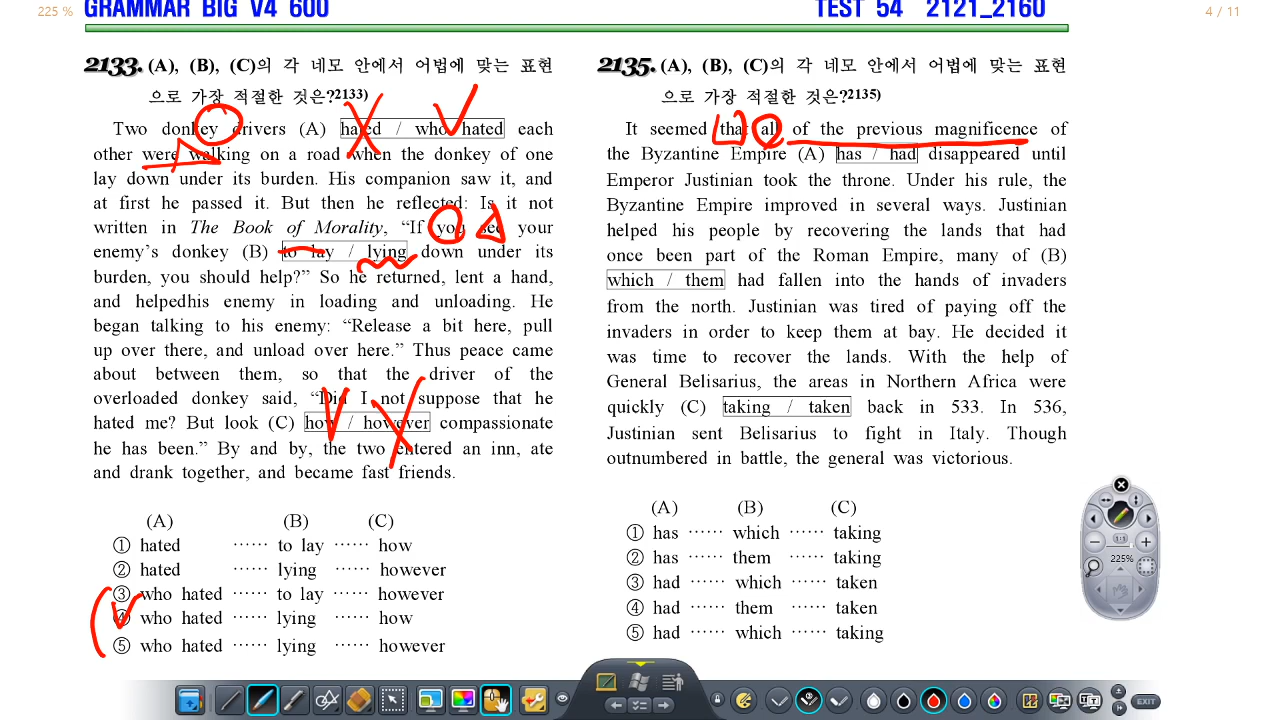 225 %
GRAMMAR BIG V4 600
TEST 54 2121_2160
4 / 11
2133. (A), (B), (C)의 각 네모 안에서 어법에 맞는 표현
으로 가장 적절한 것은?2133)
Two donkey drivers (A) hated / who hated each
other were walking on a road when the donkey of one
lay down under its burden. His companion saw it, and
at first he passed it. But then he reflected: Is it not
written in The Book of Morality, “If you see your
enemy’s donkey (B) to lay / lying down under its
burden, you should help?” So he returned, lent a hand,
and helpedhis enemy in loading and unloading. He
began talking to his enemy: “Release a bit here, pull
up over there, and unload over here.” Thus peace came
about between them, so that the driver of the
overloaded donkey said, “Did I not suppose that he
hated me? But look (C) how / however compassionate
he has been.” By and by, the two entered an inn, ate
and drank together, and became fast friends.
(A) (B) (C)
① hated ······ to lay ······ how
② hated ······ lying ······ however
③ who hated ······ to lay ······ however
④ who hated ······ lying ······ how
⑤ who hated ······ lying ······ however
2135. (A), (B), (C)의 각 네모 안에서 어법에 맞는 표현
으로 가장 적절한 것은?2135)
It seemed that all of the previous magnificence of
the Byzantine Empire (A) has / had disappeared until
Emperor Justinian took the throne. Under his rule, the
Byzantine Empire improved in several ways. Justinian
helped his people by recovering the lands that had
once been part of the Roman Empire, many of (B)
which / them had fallen into the hands of invaders
from the north. Justinian was tired of paying off the
invaders in order to keep them at bay. He decided it
was time to recover the lands. With the help of
General Belisarius, the areas in Northern Africa were
quickly (C) taking / taken back in 533. In 536,
Justinian sent Belisarius to fight in Italy. Though
outnumbered in battle, the general was victorious.
(A) (B) (C)
① has ······ which ······ taking
② has ······ them ······ taking
③ had ······ which ······ taken
④ had ······ them ······ taken
⑤ had ······ which ······ taking
1:1
225%
EXIT